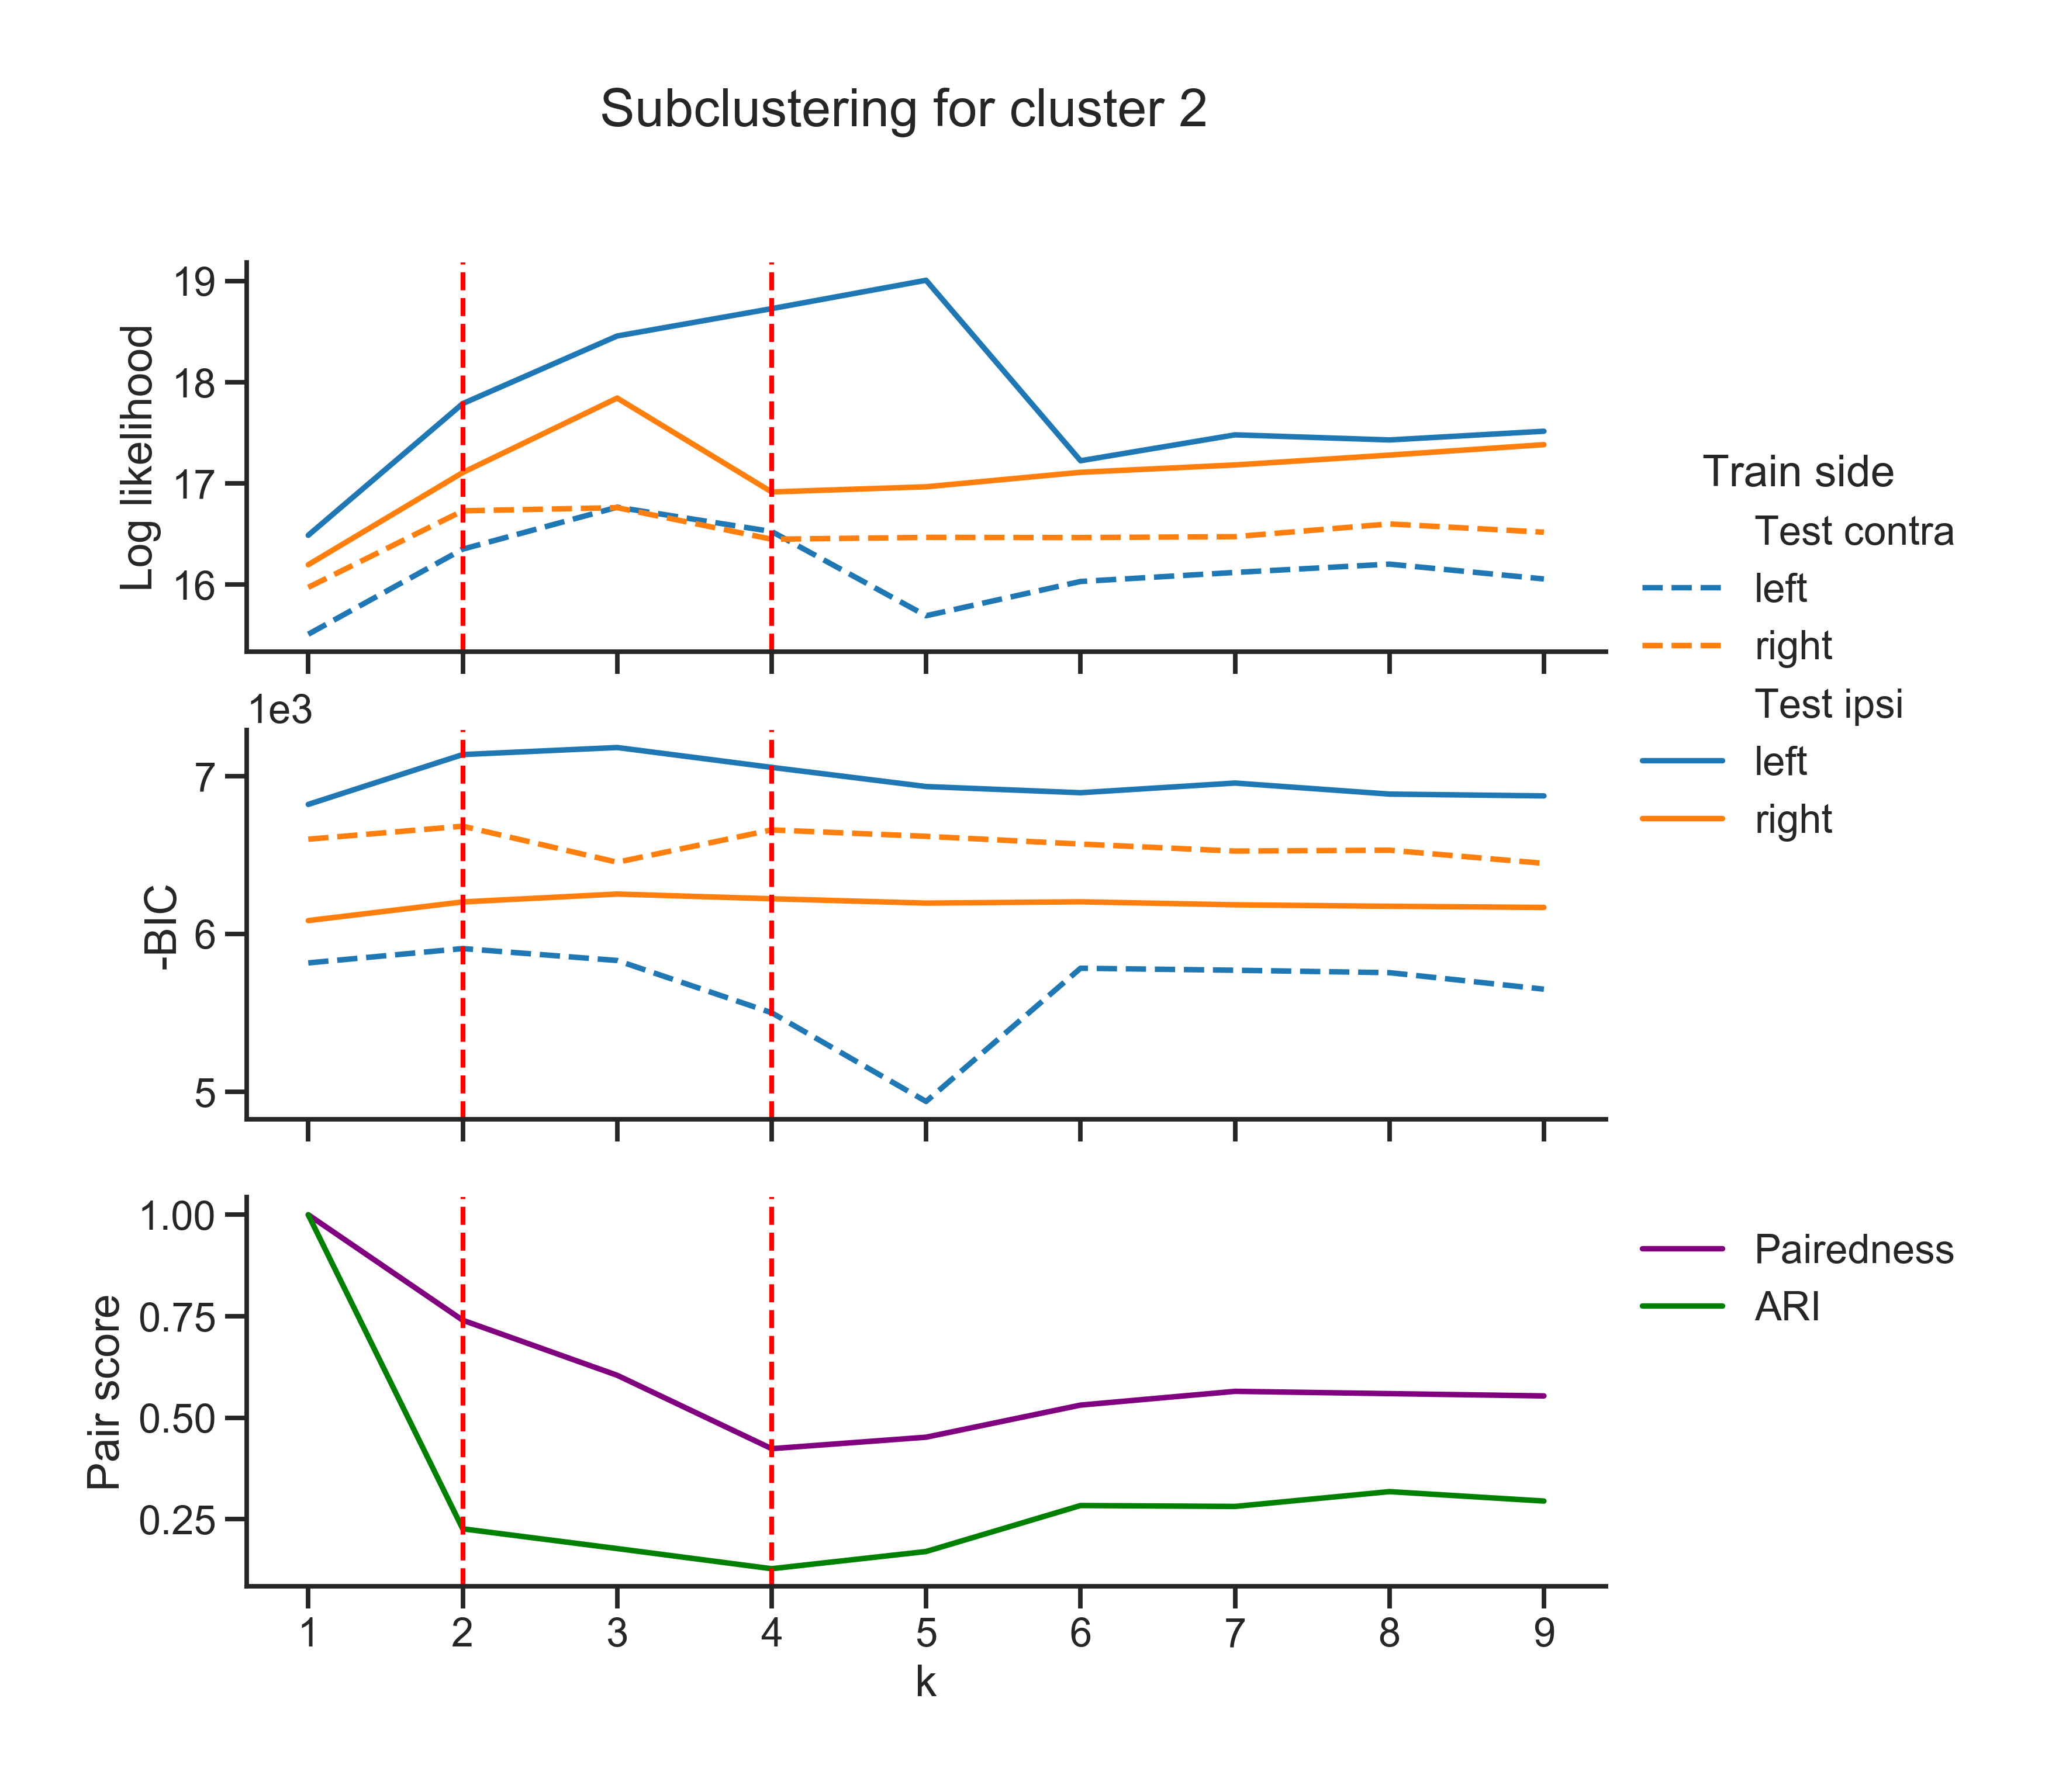 Subclustering for cluster 2
Log likelihood
19
18
17
16
Train side
Test contra
left
right
Test ipsi
left
right
1e3
-BIC
7
6
5
Pair score
1.00
0.75
0.50
0.25
Pairedness
ARI
1 2 3 4 5 6 7 8 9
k